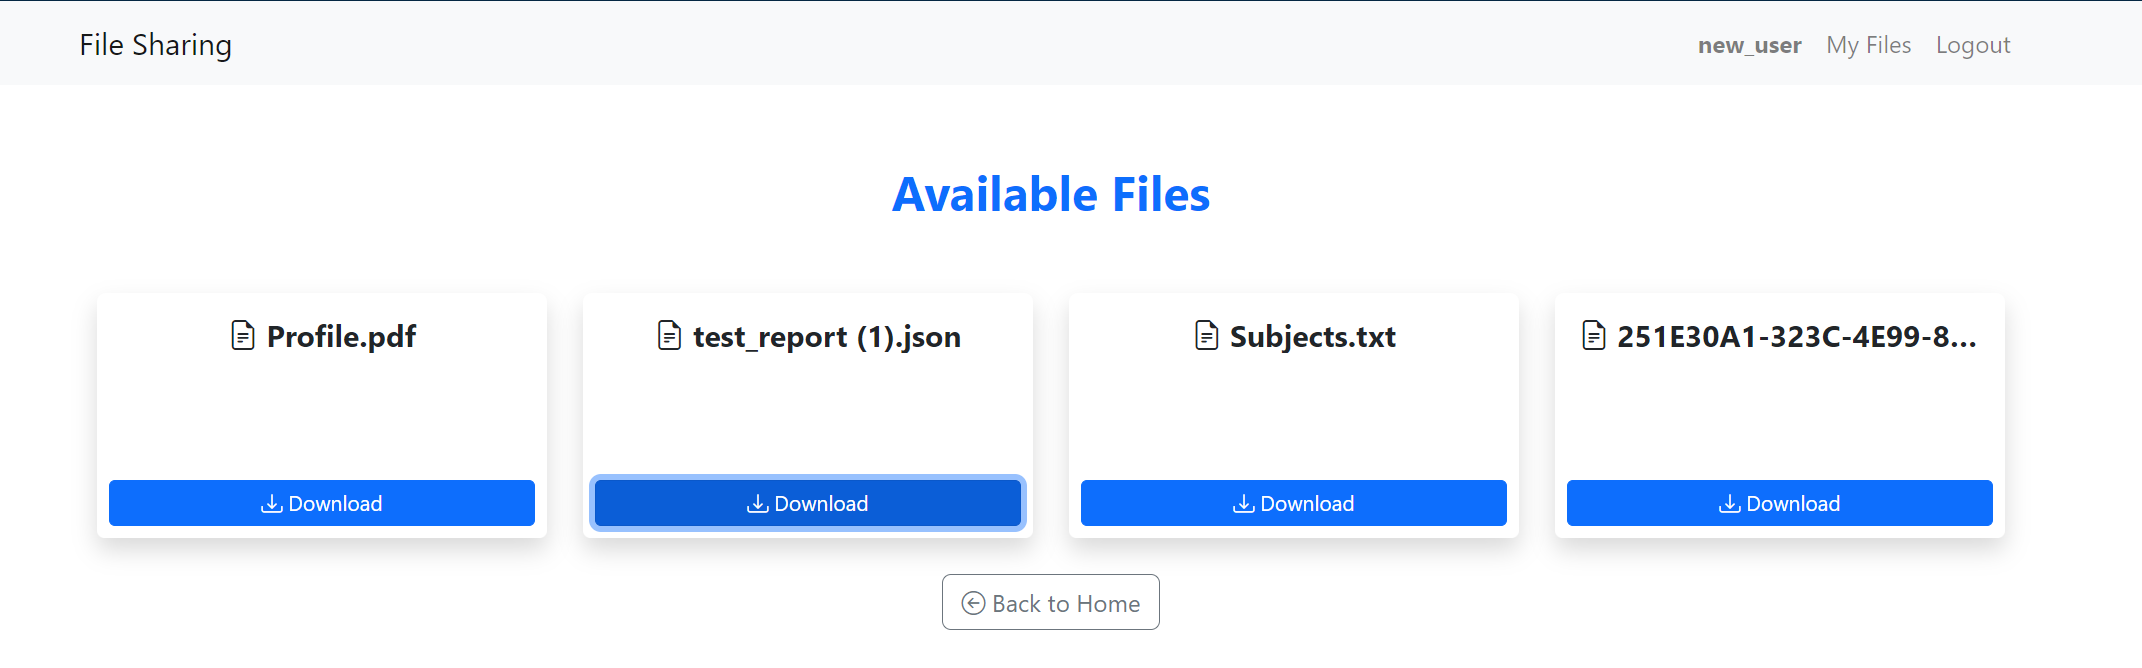 File Sharing
new_user My Files Logout
Available Files
Profile.pdf
Download
test_report (1).json
Download
Subjects.txt
Download
251E30A1-323C-4E99-8...
Download
Back to Home